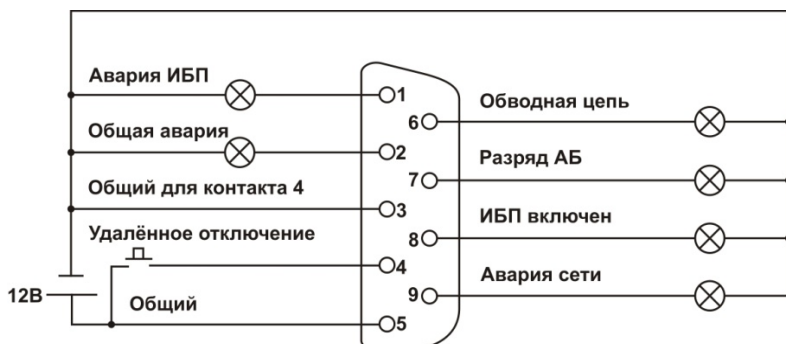 Авария ИБП
1
Обводная цепь
6
Общая авария
2
Разряд АБ
7
Общий для контакта 4
3
ИБП включен
8
Удалённое отключение
4
Авария сети
9
12В
Общий
5